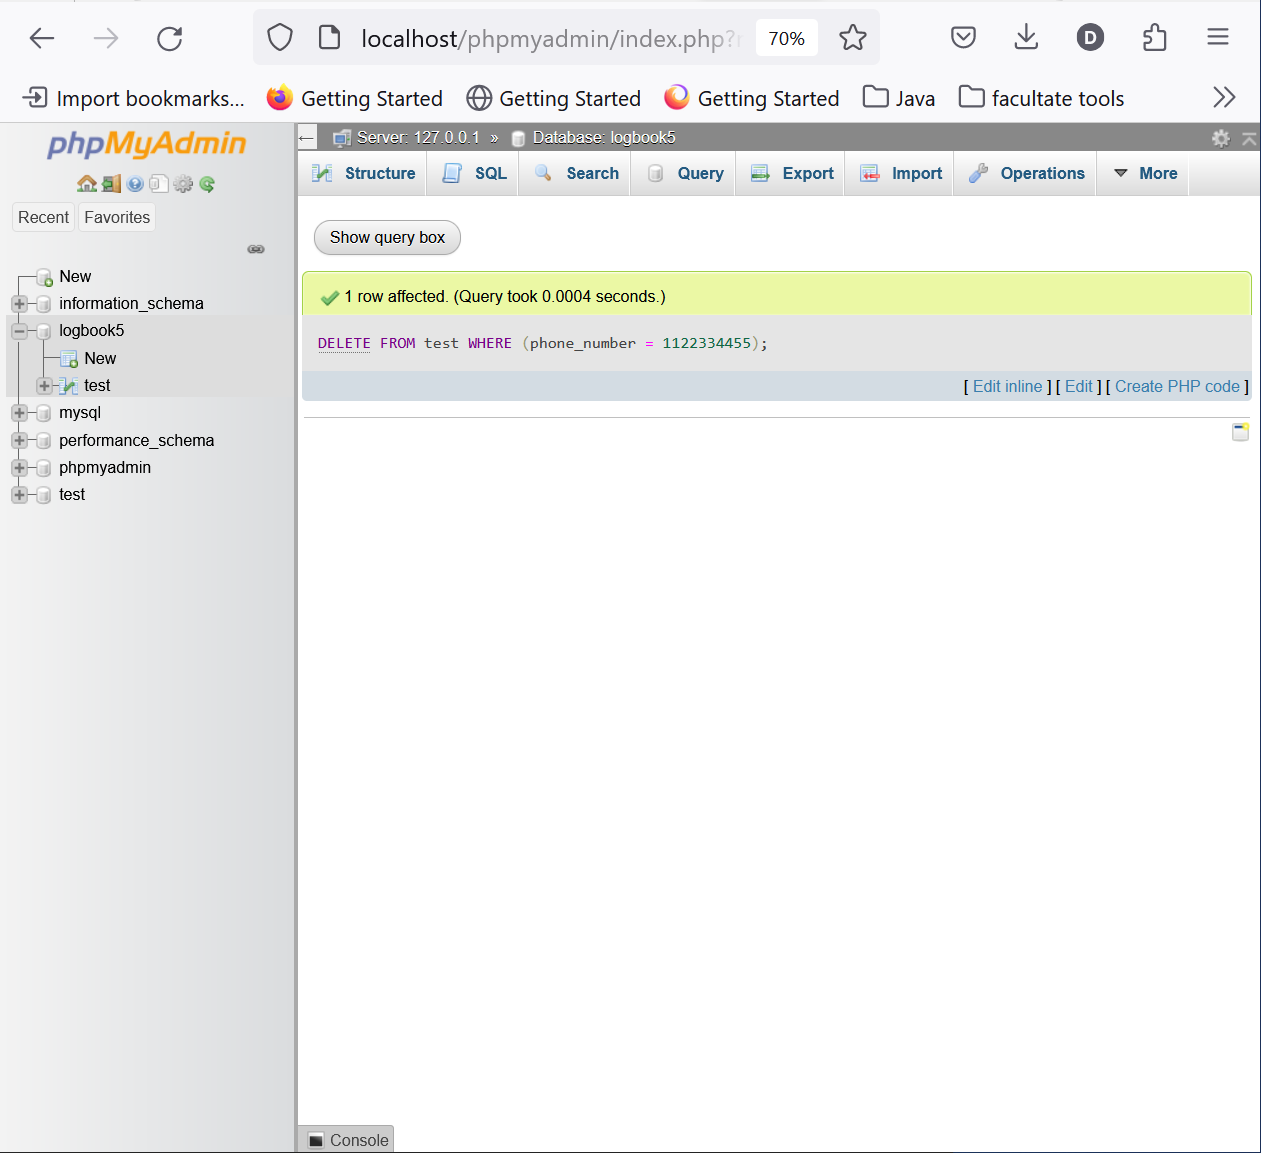 localhost/phpmyadmin/index.php? 70% D
Import bookmarks... Getting Started Getting Started Getting Started Java facultate tools
phpMyAdmin
Recent Favorites
New
information_schema
logbook5
New
test
mysql
performance_schema
phpmyadmin
test
Server: 127.0.0.1 » Database: logbook5
Structure SQL Search Query Export Import Operations More
Show query box
1 row affected. (Query took 0.0004 seconds.)
DELETE FROM test WHERE (phone_number = 1122334455);
[ Edit inline ] [ Edit ] [ Create PHP code ]
Console